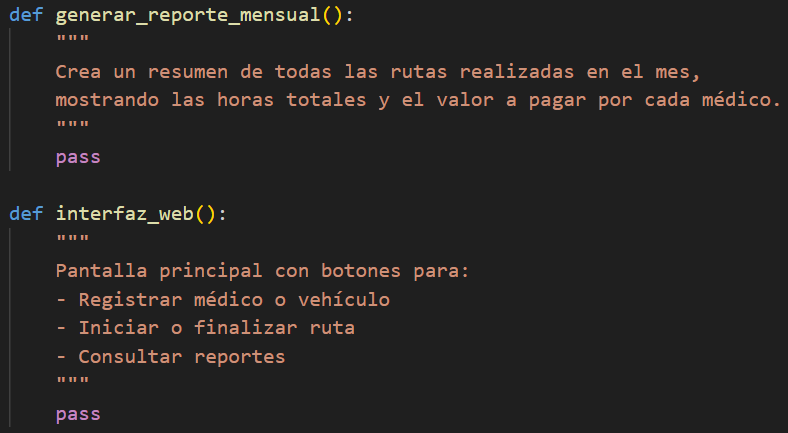 def generar_reporte_mensual():
    """
    Crea un resumen de todas las rutas realizadas en el mes,
    mostrando las horas totales y el valor a pagar por cada médico.
    """
    pass

def interfaz_web():
    """
    Pantalla principal con botones para:
    - Registrar médico o vehículo
    - Iniciar o finalizar ruta
    - Consultar reportes
    """
    pass